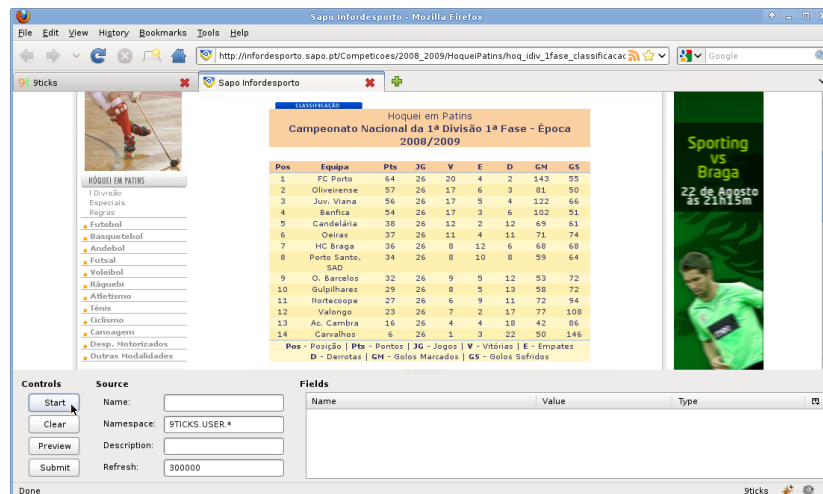 Sapo Infordesporto - Mozilla Firefox
File Edit View History Bookmarks Tools Help
http://infordesporto.sapo.pt/Competicoes/2008_2009/HoqueiPatins/hoq_idiv_1fase_classificacac
Google
9ticks
Sapo Infordesporto
CLASSIFICAÇÃO
Hoquei em Patins
Campeonato Nacional da 1ª Divisão 1ª Fase - Época
2008/2009
Pos Equipa Pts JG V E D GM GS
1 FC Porto 64 26 20 4 2 143 55
2 Oliveirense 57 26 17 6 3 81 50
3 Juv. Viana 56 26 17 5 4 122 66
4 Benfica 54 26 17 3 6 102 51
5 Candelária 38 26 12 2 12 69 61
6 Oeiras 37 26 11 4 11 71 74
7 HC Braga 36 26 8 12 6 68 68
8 Porto Santo, 34 26 8 10 8 59 64
SAD
9 O. Barcelos 32 26 9 5 12 53 72
10 Gulpilhares 29 26 8 5 13 58 72
11 Nortecoope 27 26 6 9 11 72 94
12 Valongo 23 26 7 2 17 77 108
13 Ac. Cambra 16 26 4 4 18 42 86
14 Carvalhos 6 26 1 3 22 50 146
Pos - Posição | Pts - Pontos | JG - Jogos | V - Vitórias | E - Empates
D - Derrotas | GM - Golos Marcados | GS - Golos Sofridos
HÓQUEI EM PATINS
I Divisão
Especiais
Regras
Futebol
Basquetebol
Andebol
Futsal
Voleibol
Râguebi
Atletismo
Ténis
Ciclismo
Canoagem
Desp. Motorizados
Outras Modalidades
Sporting
vs
Braga
22 de Agosto
às 21h15m
Controls
Start
Clear
Preview
Submit
Source
Name:
Namespace: 9TICKS.USER.*
Description:
Refresh: 300000
Fields
Name Value Type
Done
9ticks